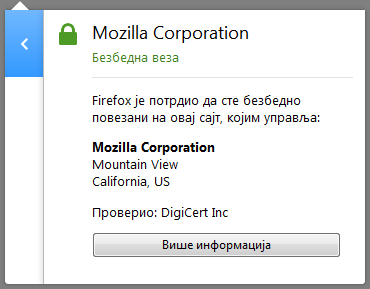 Mozilla Corporation
Безбедна веза
Firefox је потрдио да сте безбедно
повезани на овај сајт, којим управља:
Mozilla Corporation
Mountain View
California, US
Проверио: DigiCert Inc
Више информација